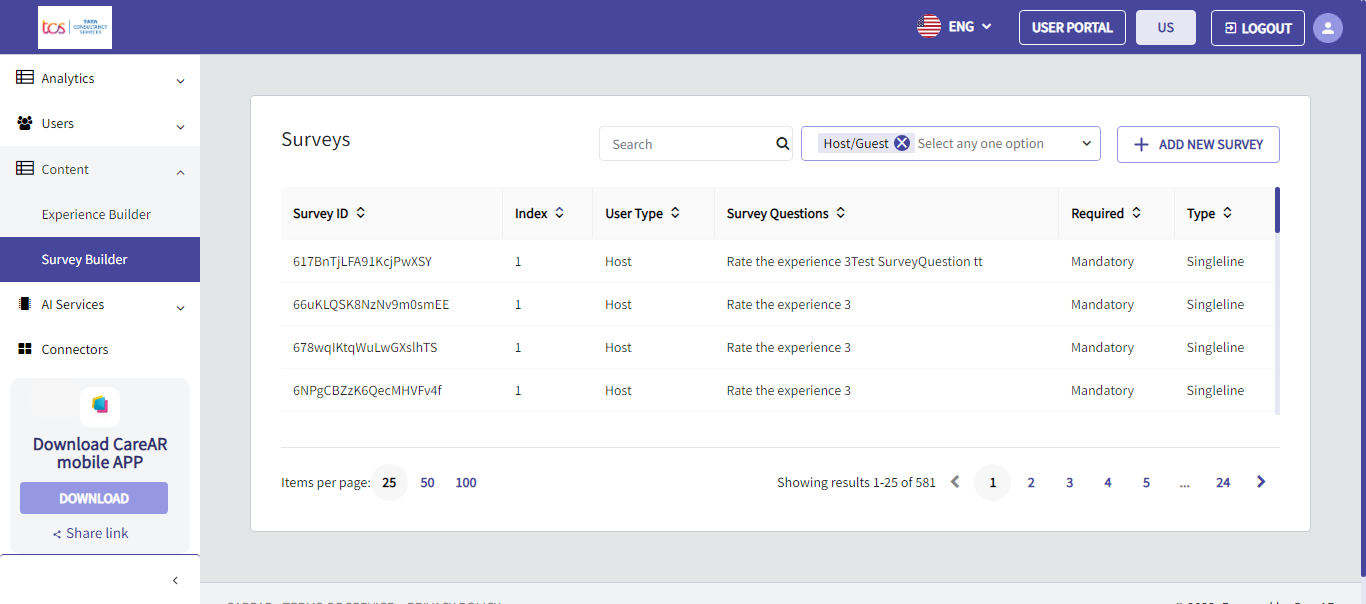 tcs TATA CONSULTANCY SERVICES
ENG
USER PORTAL
US
LOGOUT
Analytics
Users
Content
Experience Builder
Survey Builder
AI Services
Connectors
Download CareAR
mobile APP
DOWNLOAD
Share link
Surveys
Search
Host/Guest Select any one option
ADD NEW SURVEY
Survey ID Index User Type Survey Questions Required Type
617BnTjLFA91KcjPwXSY 1 Host Rate the experience 3Test SurveyQuestion tt Mandatory Singleline
66uKLQSK8NzNv9m0smEE 1 Host Rate the experience 3 Mandatory Singleline
678wqIKtqWuLwGXslhTS 1 Host Rate the experience 3 Mandatory Singleline
6NPgCBZzK6QecMHVFv4f 1 Host Rate the experience 3 Mandatory Singleline
Items per page: 25 50 100
Showing results 1-25 of 581 1 2 3 4 5 ... 24